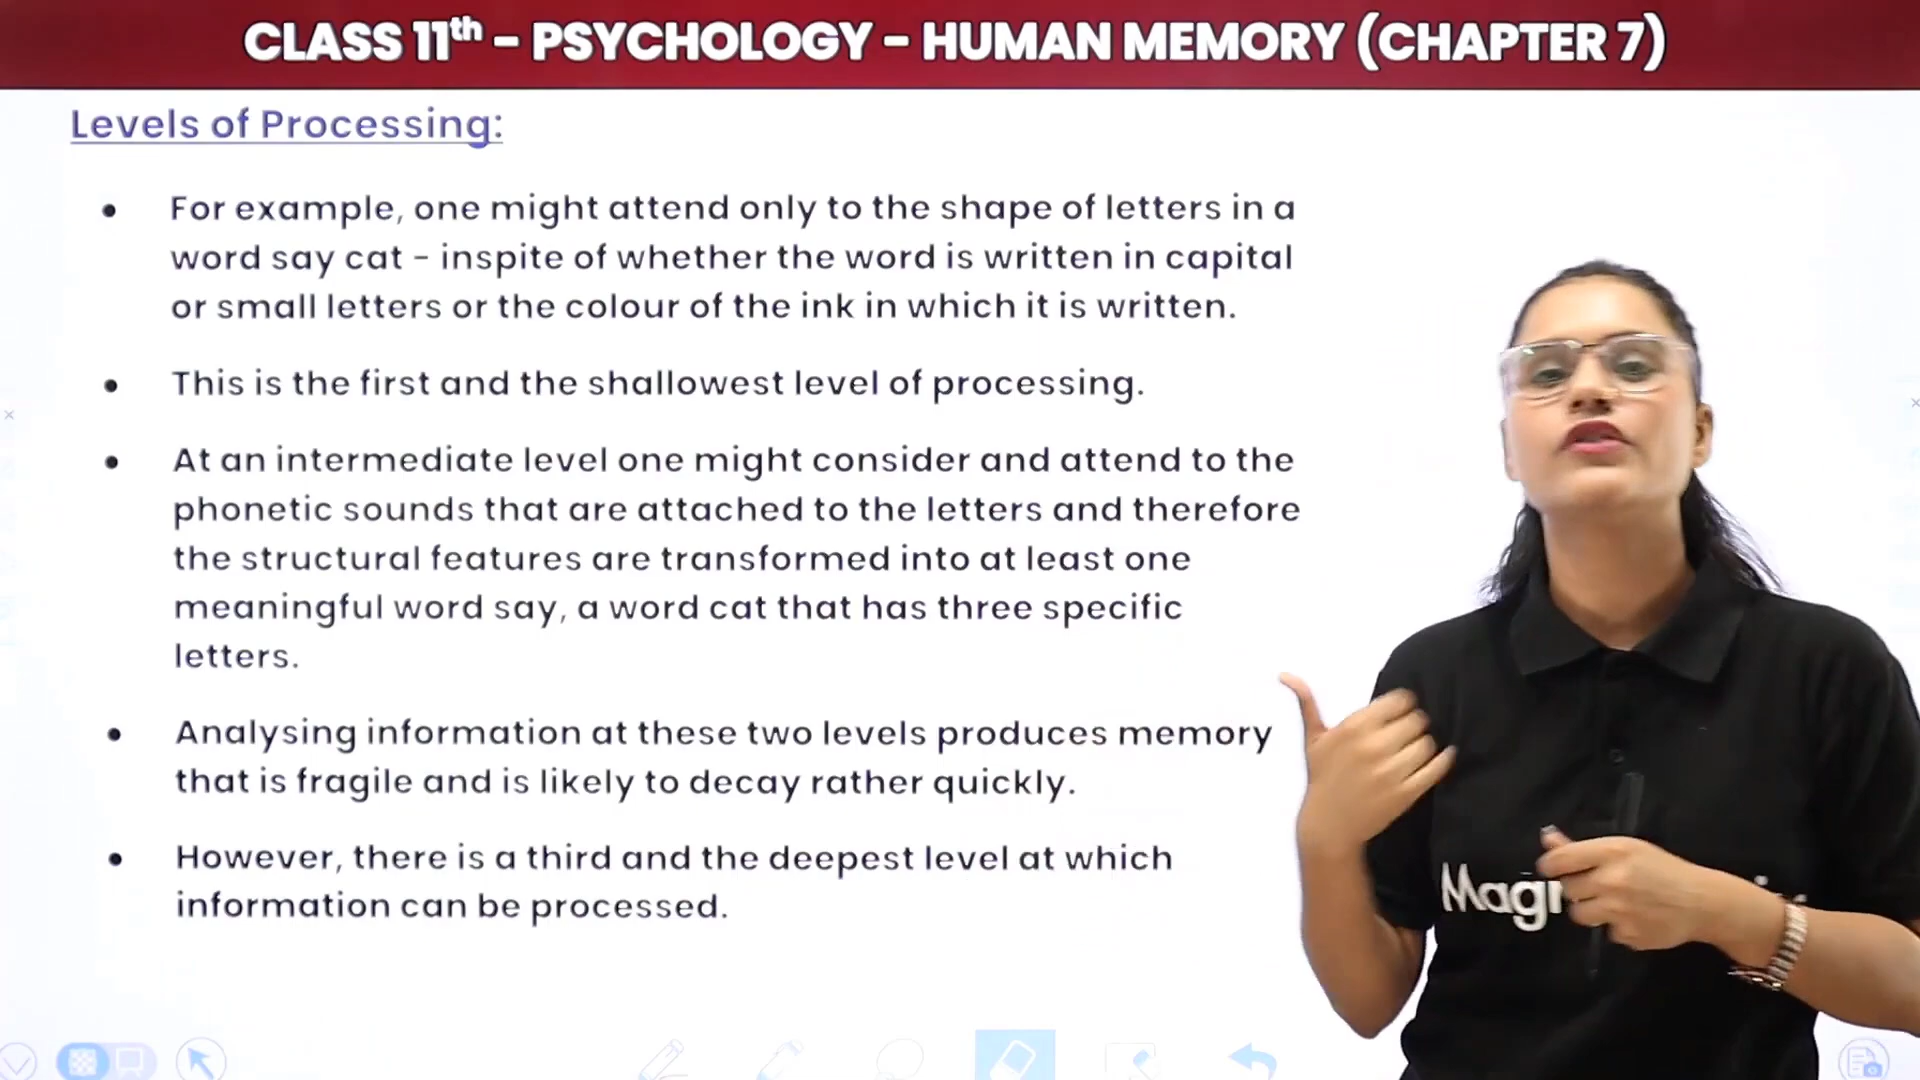 CLASS 11th - PSYCHOLOGY - HUMAN MEMORY (CHAPTER 7)
Levels of Processing:
• For example, one might attend only to the shape of letters in a
word say cat - inspite of whether the word is written in capital
or small letters or the colour of the ink in which it is written.
• This is the first and the shallowest level of processing.
• At an intermediate level one might consider and attend to the
phonetic sounds that are attached to the letters and therefore
the structural features are transformed into at least one
meaningful word say, a word cat that has three specific
letters.
• Analysing information at these two levels produces memory
that is fragile and is likely to decay rather quickly.
• However, there is a third and the deepest level at which
information can be processed.